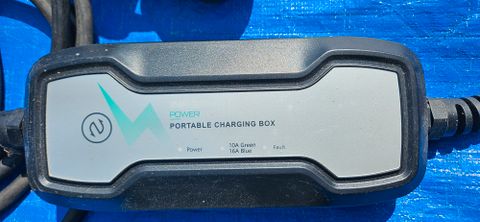 POWER
PORTABLE CHARGING BOX
Power
10A Green
16A Blue
Fault